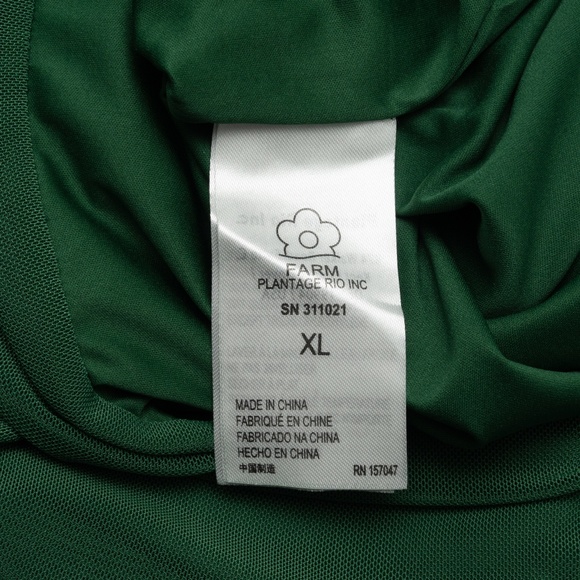 FARM
PLANTAGE RIO INC
SN 311021
XL
MADE IN CHINA
FABRIQUÉ EN CHINE
FABRICADO NA CHINA
HECHO EN CHINA
中国制造 RN 157047